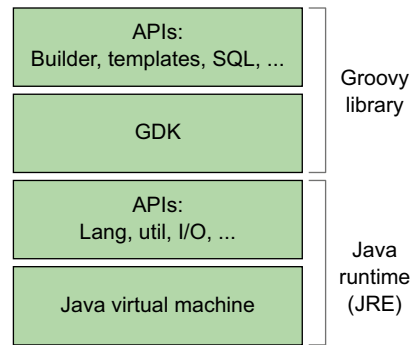 APIs:
Builder, templates, SQL, ...
GDK
Groovy
library
APIs:
Lang, util, I/O, ...
Java virtual machine
Java
runtime
(JRE)